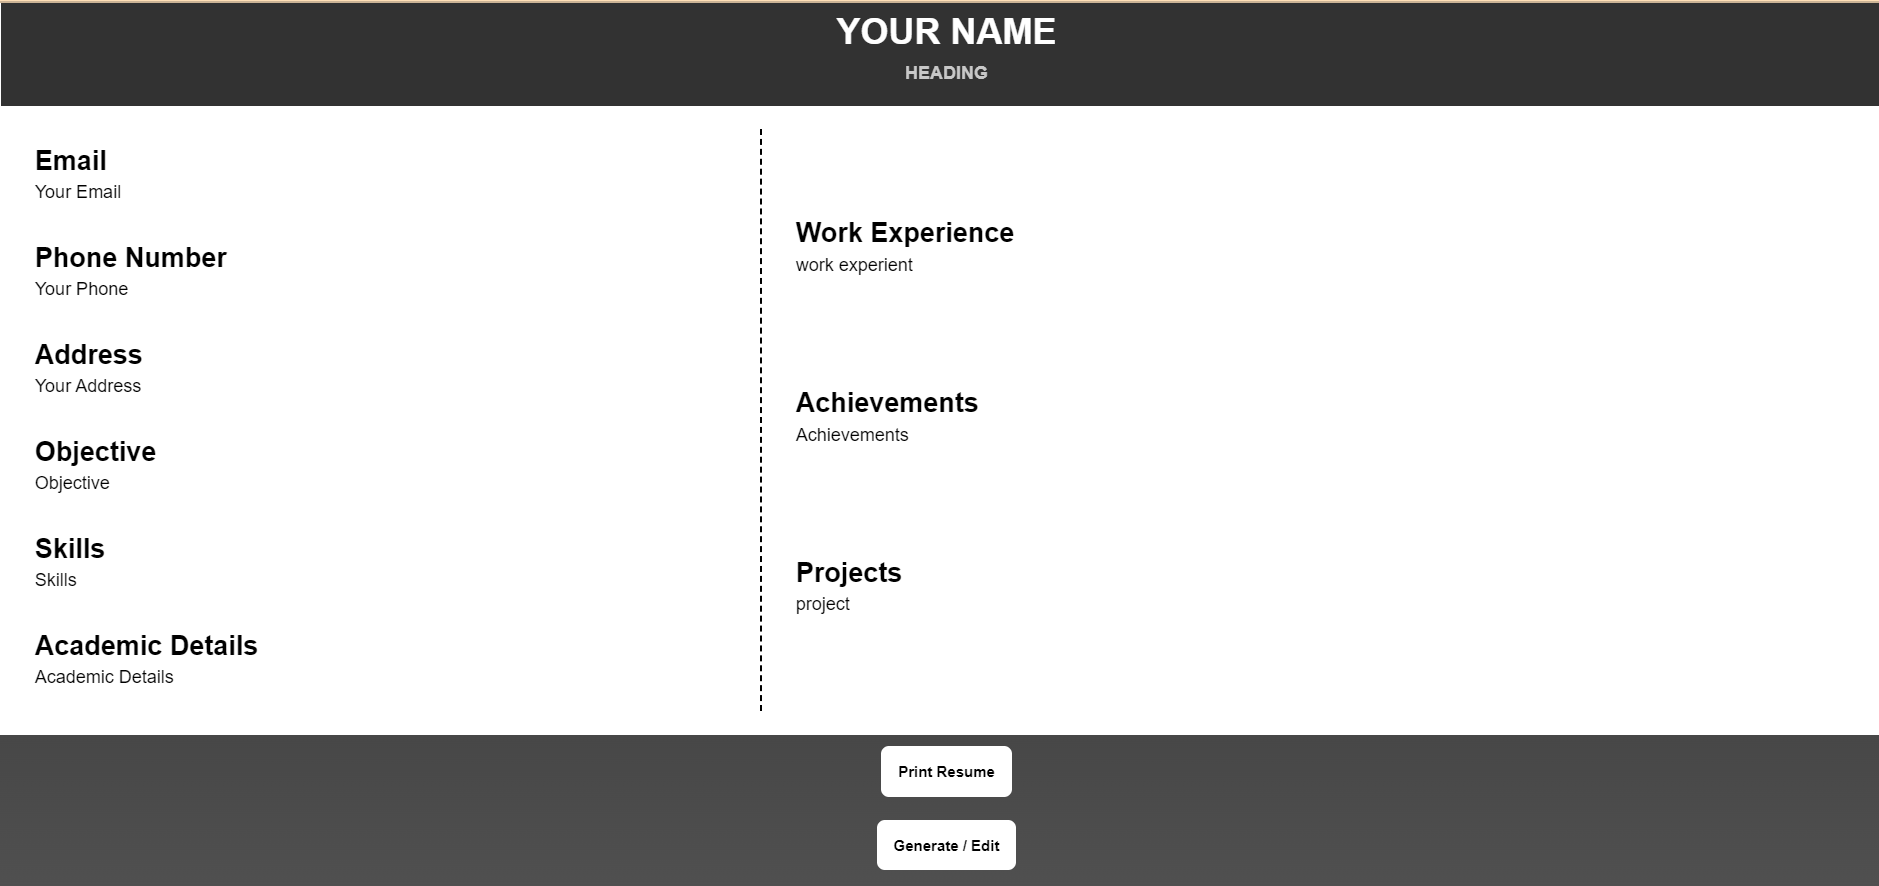 YOUR NAME
HEADING
Email
Your Email
Phone Number
Your Phone
Address
Your Address
Objective
Objective
Skills
Skills
Academic Details
Academic Details
Work Experience
work experient
Achievements
Achievements
Projects
project
Print Resume
Generate / Edit